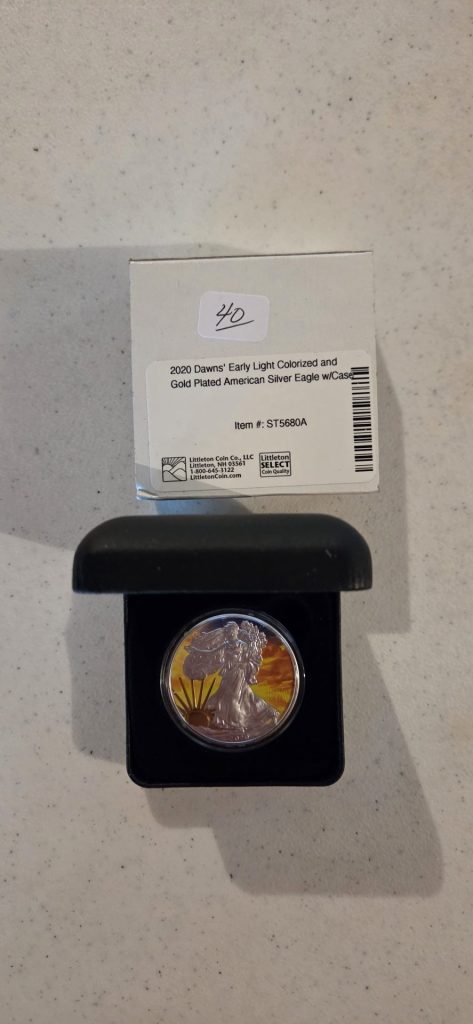 40
2020 Dawns' Early Light Colorized and
Gold Plated American Silver Eagle w/Case
Item #: ST5680A
Littleton Coin Co., LLC
Littleton, NH 03561
1-800-645-3122
LittletonCoin.com
Littleton
SELECT
Coin Quality